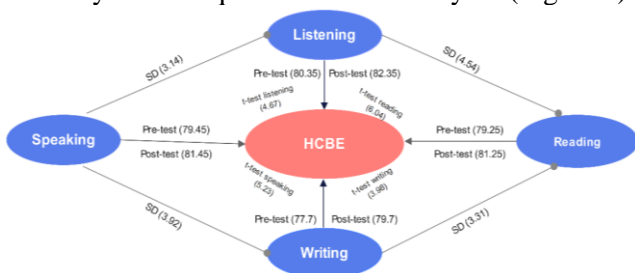 Listening
SD (3.14)
SD (4.54)
Pre-test (80.35)
Post-test (82.35)
t-test listening
(4.67)
t-test reading
(6.04)
Speaking
Pre-test (79.45)
Post-test (81.45)
HCBE
Pre-test (79.25)
Post-test (81.25)
Reading
t-test speaking
(5.23)
t-test writing
(3.98)
SD (3.92)
Pre-test (77.7)
Post-test (79.7)
SD (3.31)
Writing